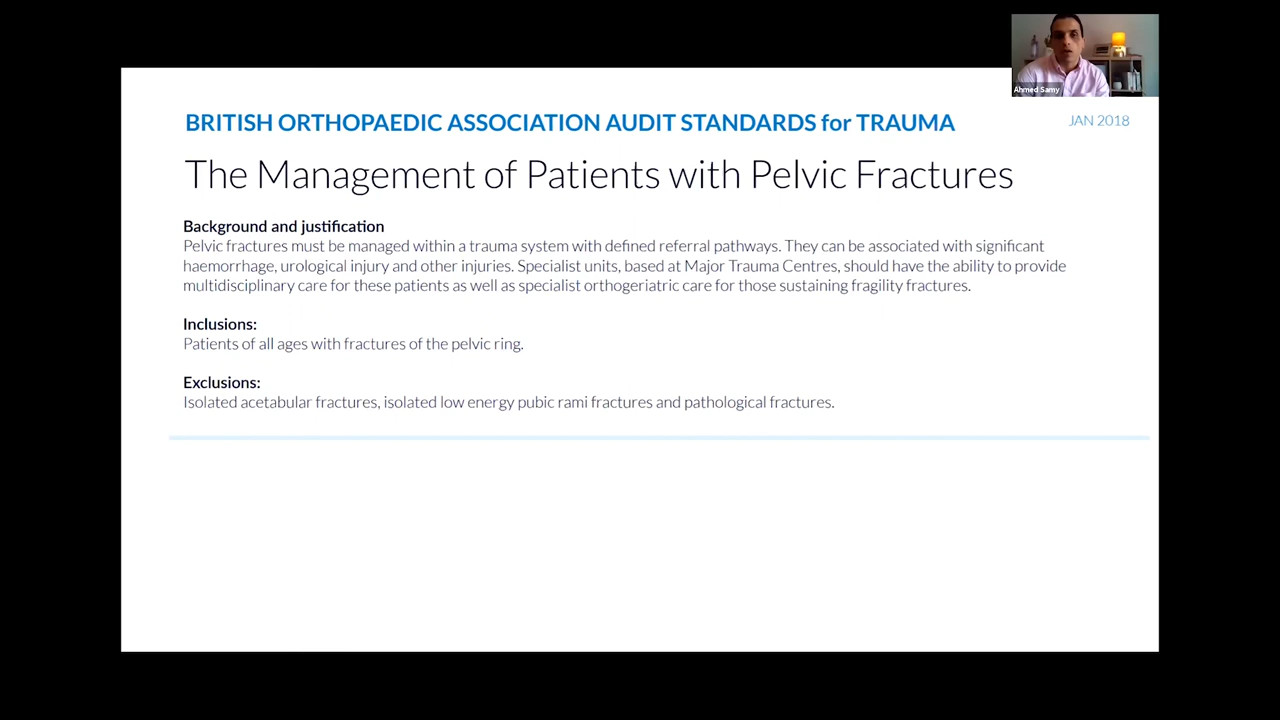 Ahmed Samy
BRITISH ORTHOPAEDIC ASSOCIATION AUDIT STANDARDS for TRAUMA
JAN 2018
The Management of Patients with Pelvic Fractures
Background and justification
Pelvic fractures must be managed within a trauma system with defined referral pathways. They can be associated with significant
haemorrhage, urological injury and other injuries. Specialist units, based at Major Trauma Centres, should have the ability to provide
multidisciplinary care for these patients as well as specialist orthogeriatric care for those sustaining fragility fractures.
Inclusions:
Patients of all ages with fractures of the pelvic ring.
Exclusions:
Isolated acetabular fractures, isolated low energy pubic rami fractures and pathological fractures.